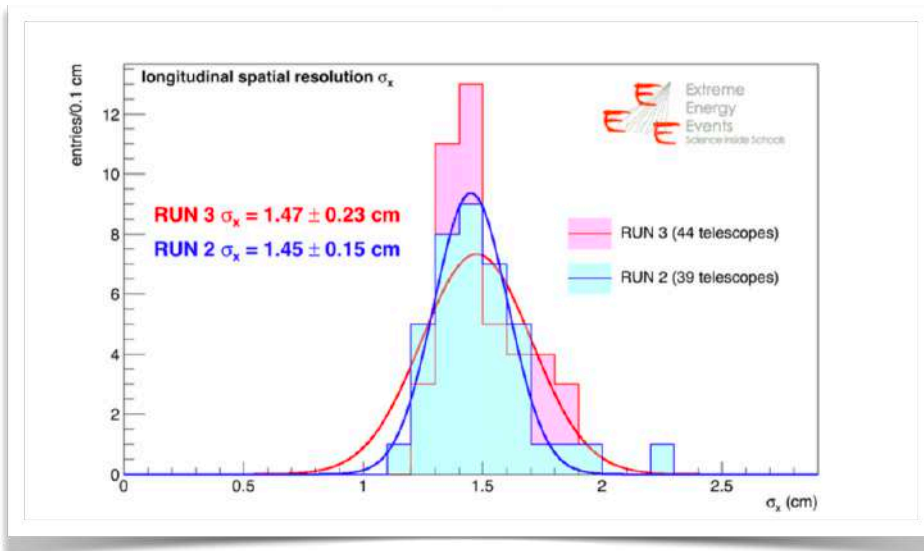 longitudinal spatial resolution σx
Extreme
Energy
Events
Science Inside Schools
entries/0.1 cm
12
10
8
6
4
2
0
RUN 3 σx = 1.47 ± 0.23 cm
RUN 2 σx = 1.45 ± 0.15 cm
RUN 3 (44 telescopes)
RUN 2 (39 telescopes)
0 0.5 1 1.5 2 2.5
σx (cm)